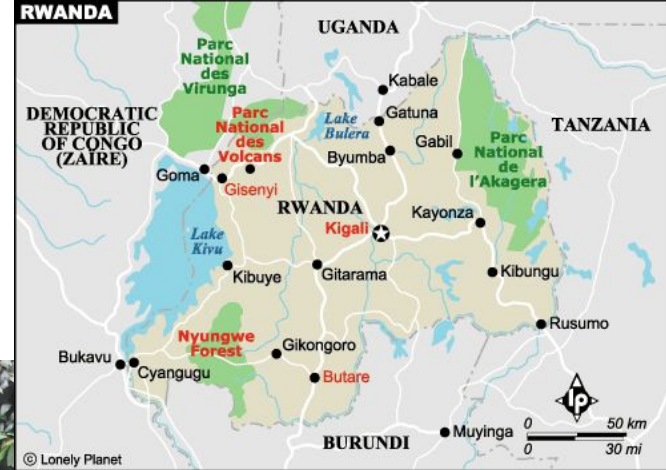 RWANDA
UGANDA
Parc
National
des
Virunga
Kabale
DEMOCRATIC
REPUBLIC
OF CONGO
(ZAÏRE)
Parc
National
des
Volcans
Lake
Bulera
Gatuna
TANZANIA
Byumba
Gabil
Parc
National
de
l'Akagera
Goma
Gisenyi
RWANDA
Kigali
Kayonza
Lake
Kivu
Kibuye
Gitarama
Kibungu
Nyungwe
Forest
Gikongoro
Rusumo
Bukavu
Cyangugu
Butare
lp
BURUNDI
Muyinga
0 50 km
0 30 mi
© Lonely Planet